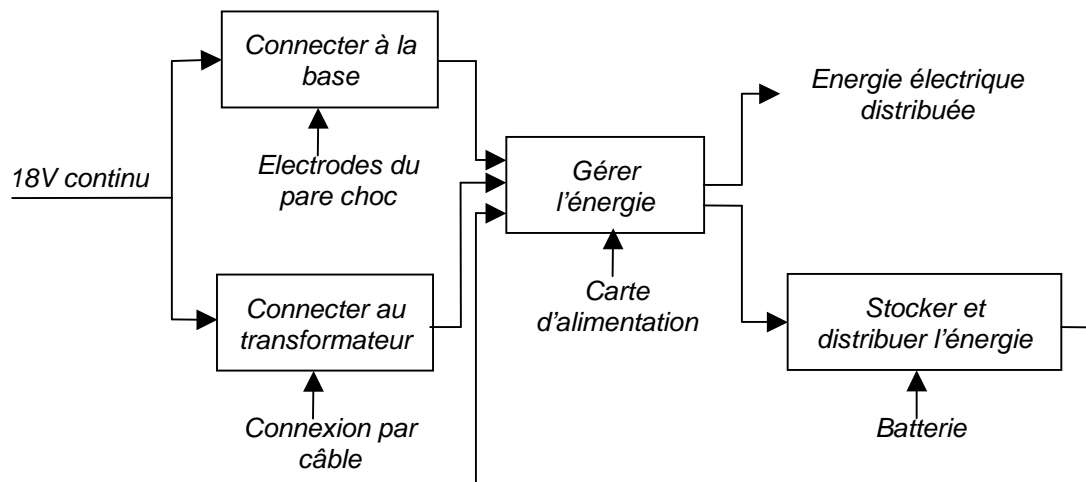 Connecter à la
base
Energie électrique
distribuée
18V continu
Electrodes du
pare choc
Gérer
l’énergie
Connecter au
transformateur
Carte
d’alimentation
Stocker et
distribuer l’énergie
Connexion par
câble
Batterie